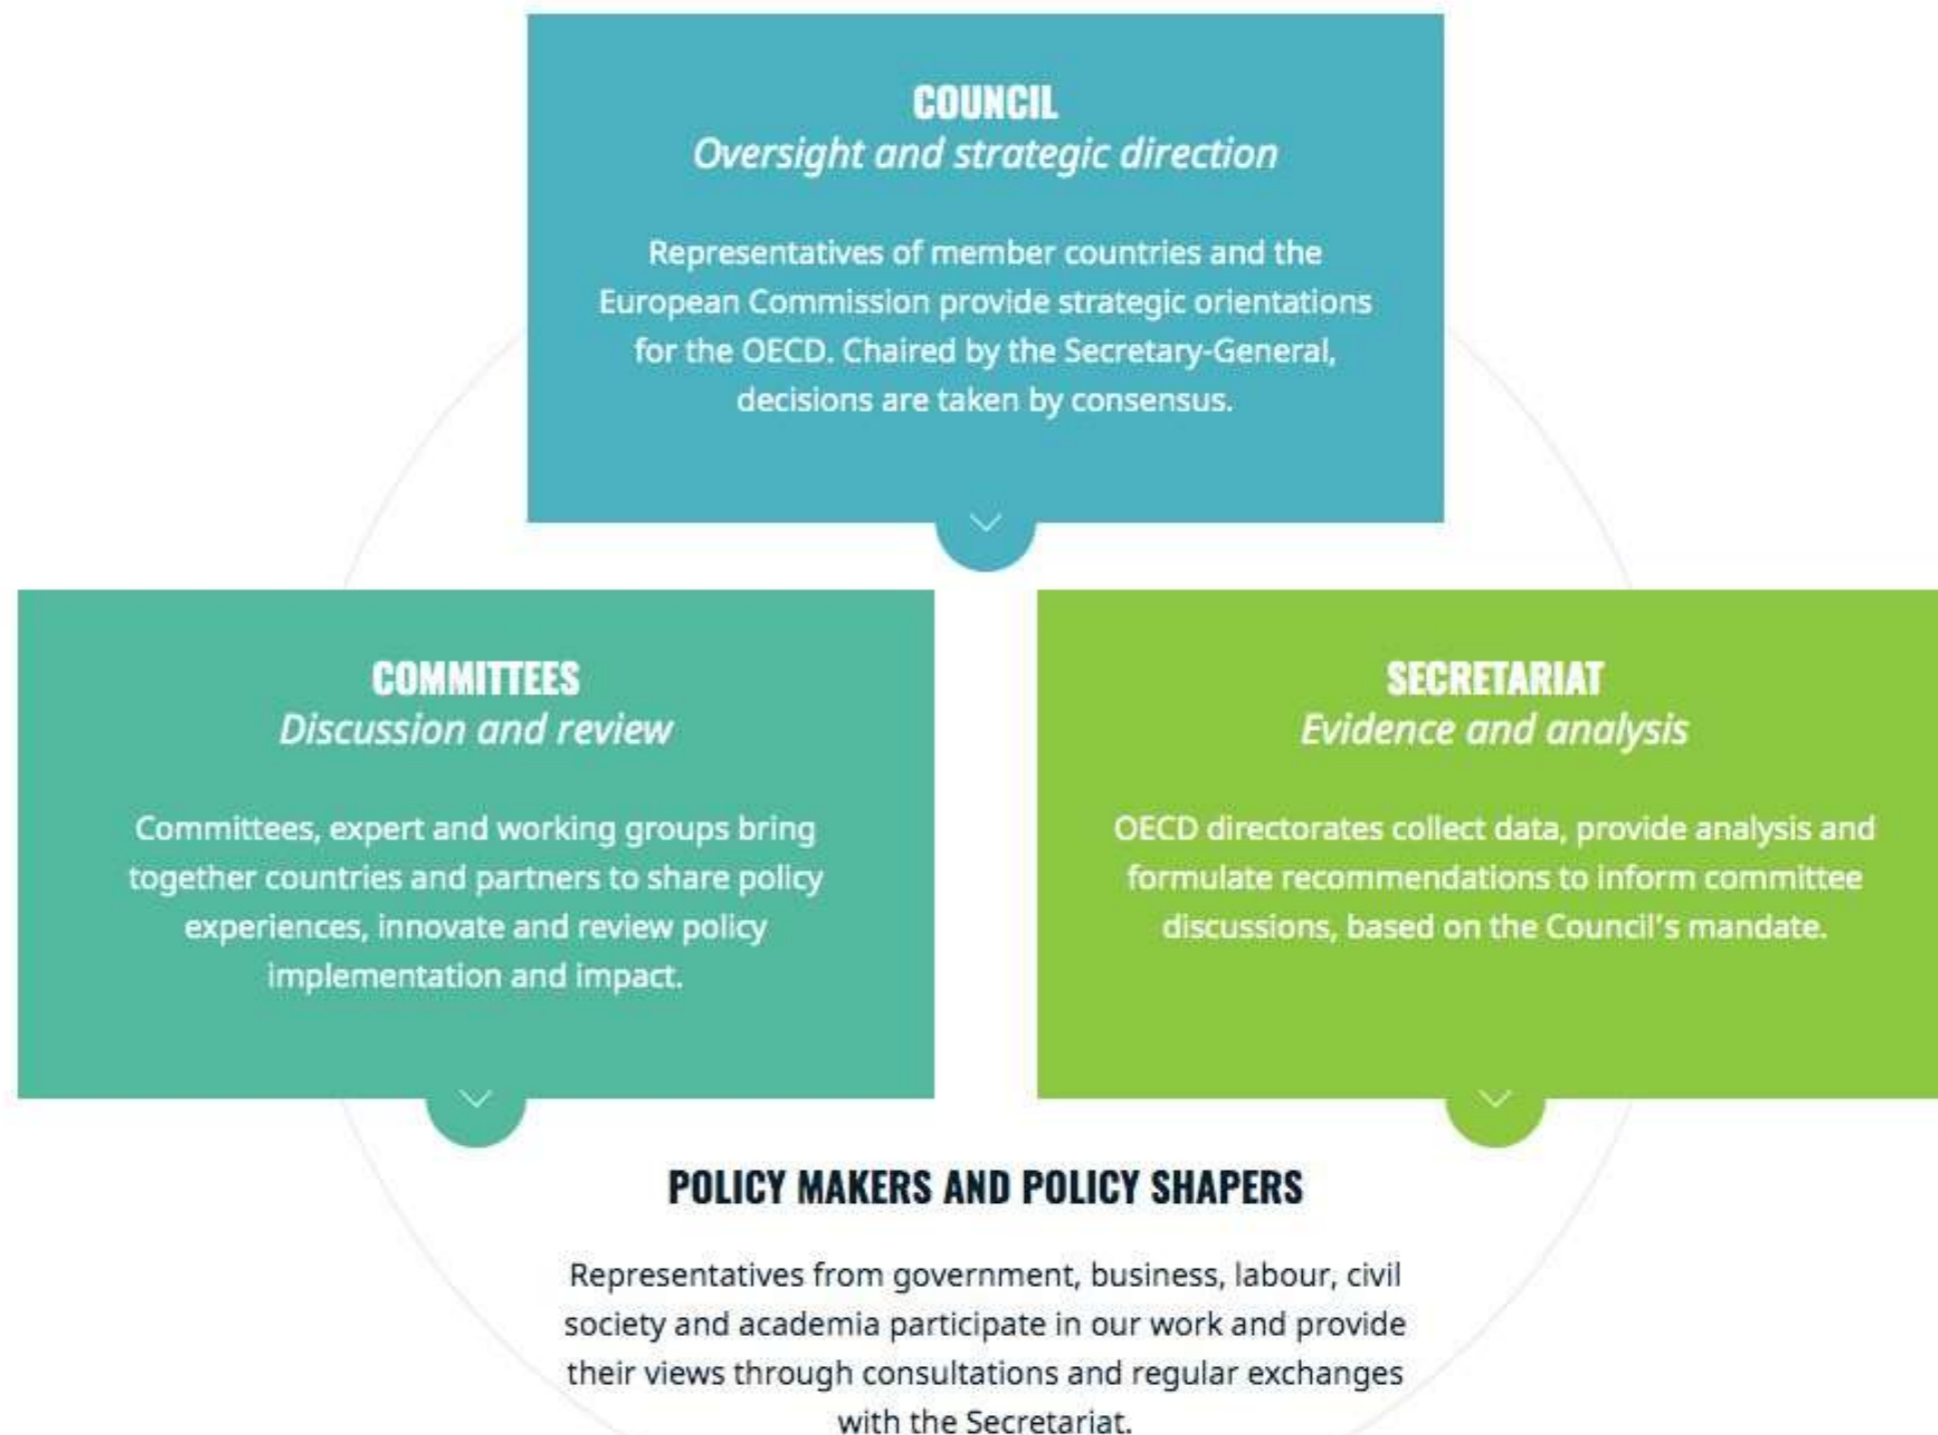 COUNCIL
Oversight and strategic direction
Representatives of member countries and the
European Commission provide strategic orientations
for the OECD. Chaired by the Secretary-General,
decisions are taken by consensus.
COMMITTEES
Discussion and review
Committees, expert and working groups bring
together countries and partners to share policy
experiences, innovate and review policy
implementation and impact.
SECRETARIAT
Evidence and analysis
OECD directorates collect data, provide analysis and
formulate recommendations to inform committee
discussions, based on the Council's mandate.
POLICY MAKERS AND POLICY SHAPERS
Representatives from government, business, labour, civil
society and academia participate in our work and provide
their views through consultations and regular exchanges
with the Secretariat.